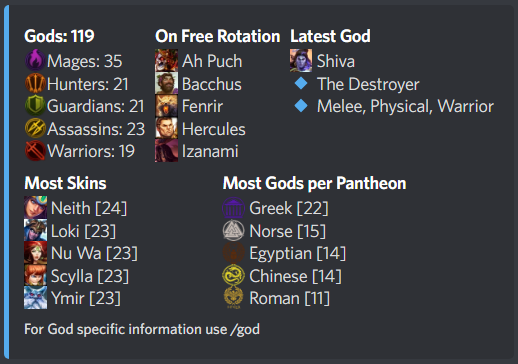 Gods: 119
Mages: 35
Hunters: 21
Guardians: 21
Assassins: 23
Warriors: 19
On Free Rotation
Ah Puch
Bacchus
Fenrir
Hercules
Izanami
Latest God
Shiva
The Destroyer
Melee, Physical, Warrior
Most Skins
Neith [24]
Loki [23]
Nu Wa [23]
Scylla [23]
Ymir [23]
Most Gods per Pantheon
Greek [22]
Norse [15]
Egyptian [14]
Chinese [14]
Roman [11]
For God specific information use /god